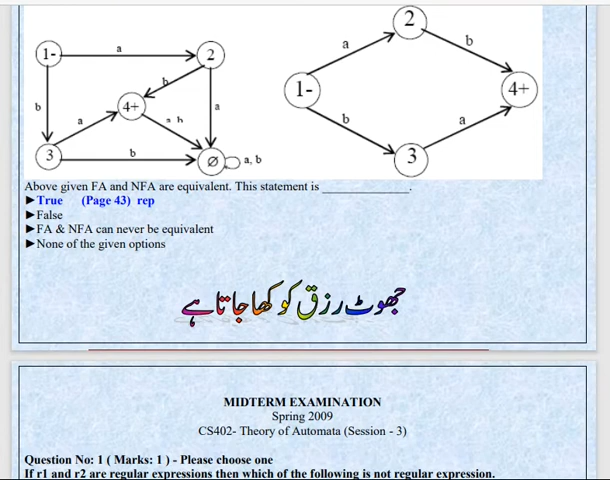 1-
a
2
b
b
4+
a
a
a, b
3
b
Ø
a, b
2
a
b
1-
4+
b
a
3
Above given FA and NFA are equivalent. This statement is ______________.
►True (Page 43) rep
►False
►FA & NFA can never be equivalent
►None of the given options
جھوٹ رزق کو کھا جاتا ہے
MIDTERM EXAMINATION
Spring 2009
CS402- Theory of Automata (Session - 3)
Question No: 1 ( Marks: 1 ) - Please choose one
If r1 and r2 are regular expressions then which of the following is not regular expression.